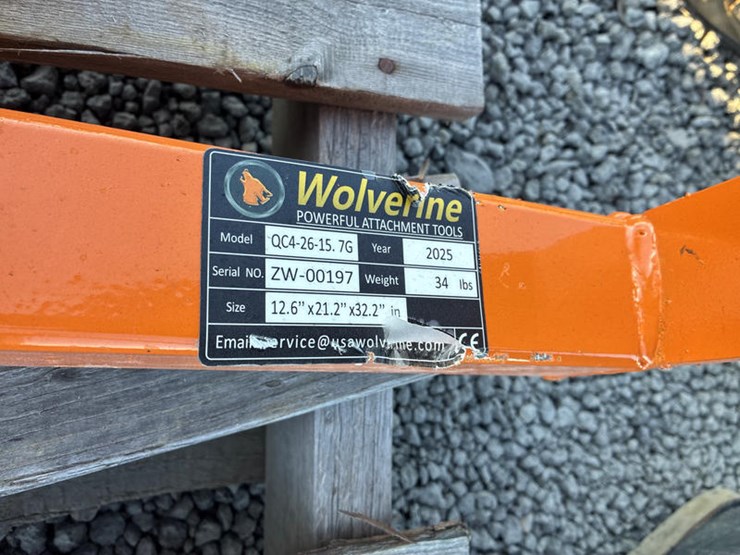 Wolverine
POWERFUL ATTACHMENT TOOLS
Model QC4-26-15.7G Year 2025
Serial NO. ZW-00197 Weight 34 lbs
Size 12.6"x21.2"x32.2" in
CE